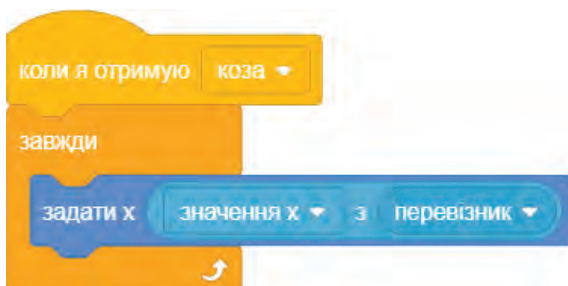 коли я отримую коза
завжди
задати x значення x з перевізник